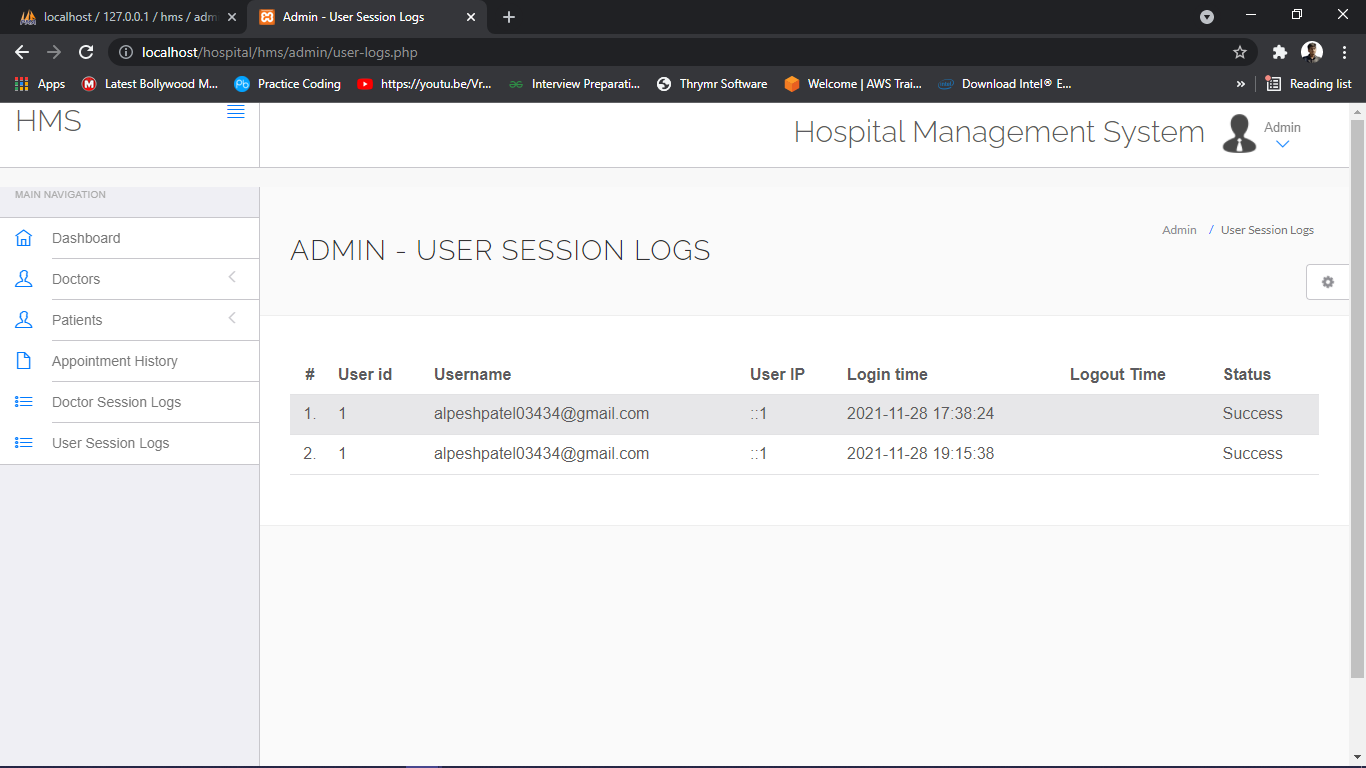 localhost / 127.0.0.1 / hms / adm
Admin - User Session Logs
localhost/hospital/hms/admin/user-logs.php
Apps Latest Bollywood M... Practice Coding https://youtu.be/Vr... Interview Preparati... Thrymr Software Welcome | AWS Trai... Download Intel® E... » Reading list
HMS
Hospital Management System
Admin
MAIN NAVIGATION
Dashboard
Doctors
Patients
Appointment History
Doctor Session Logs
User Session Logs
ADMIN - USER SESSION LOGS
Admin / User Session Logs
# User id Username User IP Login time Logout Time Status
1. 1 alpeshpatel03434@gmail.com ::1 2021-11-28 17:38:24 Success
2. 1 alpeshpatel03434@gmail.com ::1 2021-11-28 19:15:38 Success